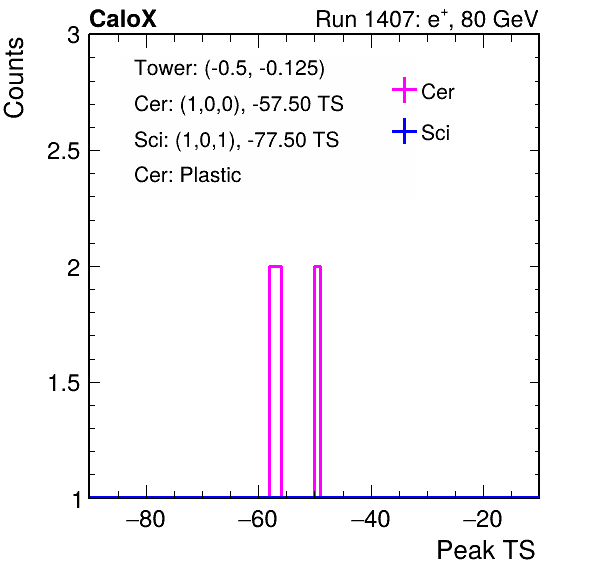 CaloX Run 1407: e⁺, 80 GeV
Counts
3
2.5
2
1.5
1
Tower: (-0.5, -0.125)
Cer: (1,0,0), -57.50 TS
Sci: (1,0,1), -77.50 TS
Cer: Plastic
Cer
Sci
−80 −60 −40 −20
Peak TS